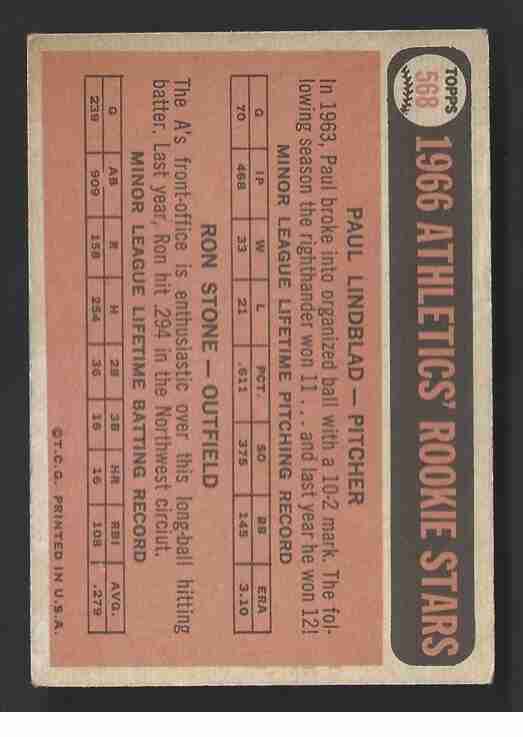 TOPPS
568
1966 ATHLETICS' ROOKIE STARS
PAUL LINDBLAD — PITCHER
In 1963, Paul broke into organized ball with a 10-2 mark. The fol-
lowing season the righthander won 11 . . . and last year he won 12!
MINOR LEAGUE LIFETIME PITCHING RECORD
G IP W L PCT. SO BB ERA
70 468 33 21 .611 375 145 3.10
RON STONE — OUTFIELD
The A's front-office is enthusiastic over this long-ball hitting
batter. Last year, Ron hit .294 in the Northwest circiut.
MINOR LEAGUE LIFETIME BATTING RECORD
G AB R H 2B 3B HR RBI AVG.
239 909 158 254 36 16 16 108 .279
©T.C.G. PRINTED IN U.S.A.